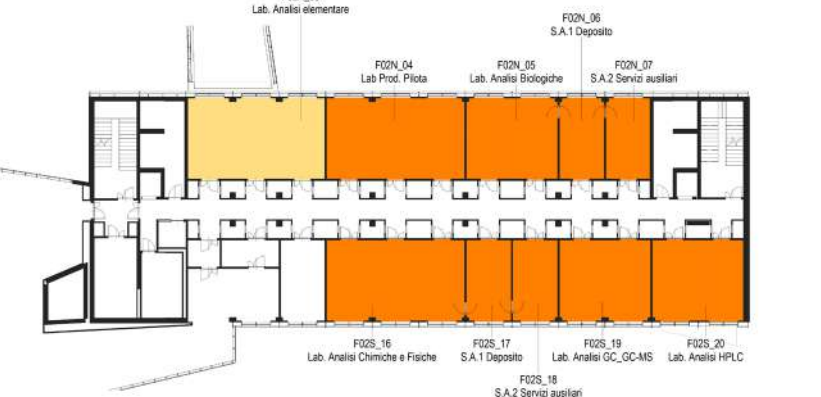 Lab. Analisi elementare
F02N_06
S.A.1 Deposito
F02N_04
Lab Prod. Pilota
F02N_05
Lab. Analisi Biologiche
F02N_07
S.A.2 Servizi ausiliari
F02S_16
Lab. Analisi Chimiche e Fisiche
F02S_17
S.A.1 Deposito
F02S_19
Lab. Analisi GC_GC-MS
F02S_20
Lab. Analisi HPLC
F02S_18
S.A.2 Servizi ausiliari